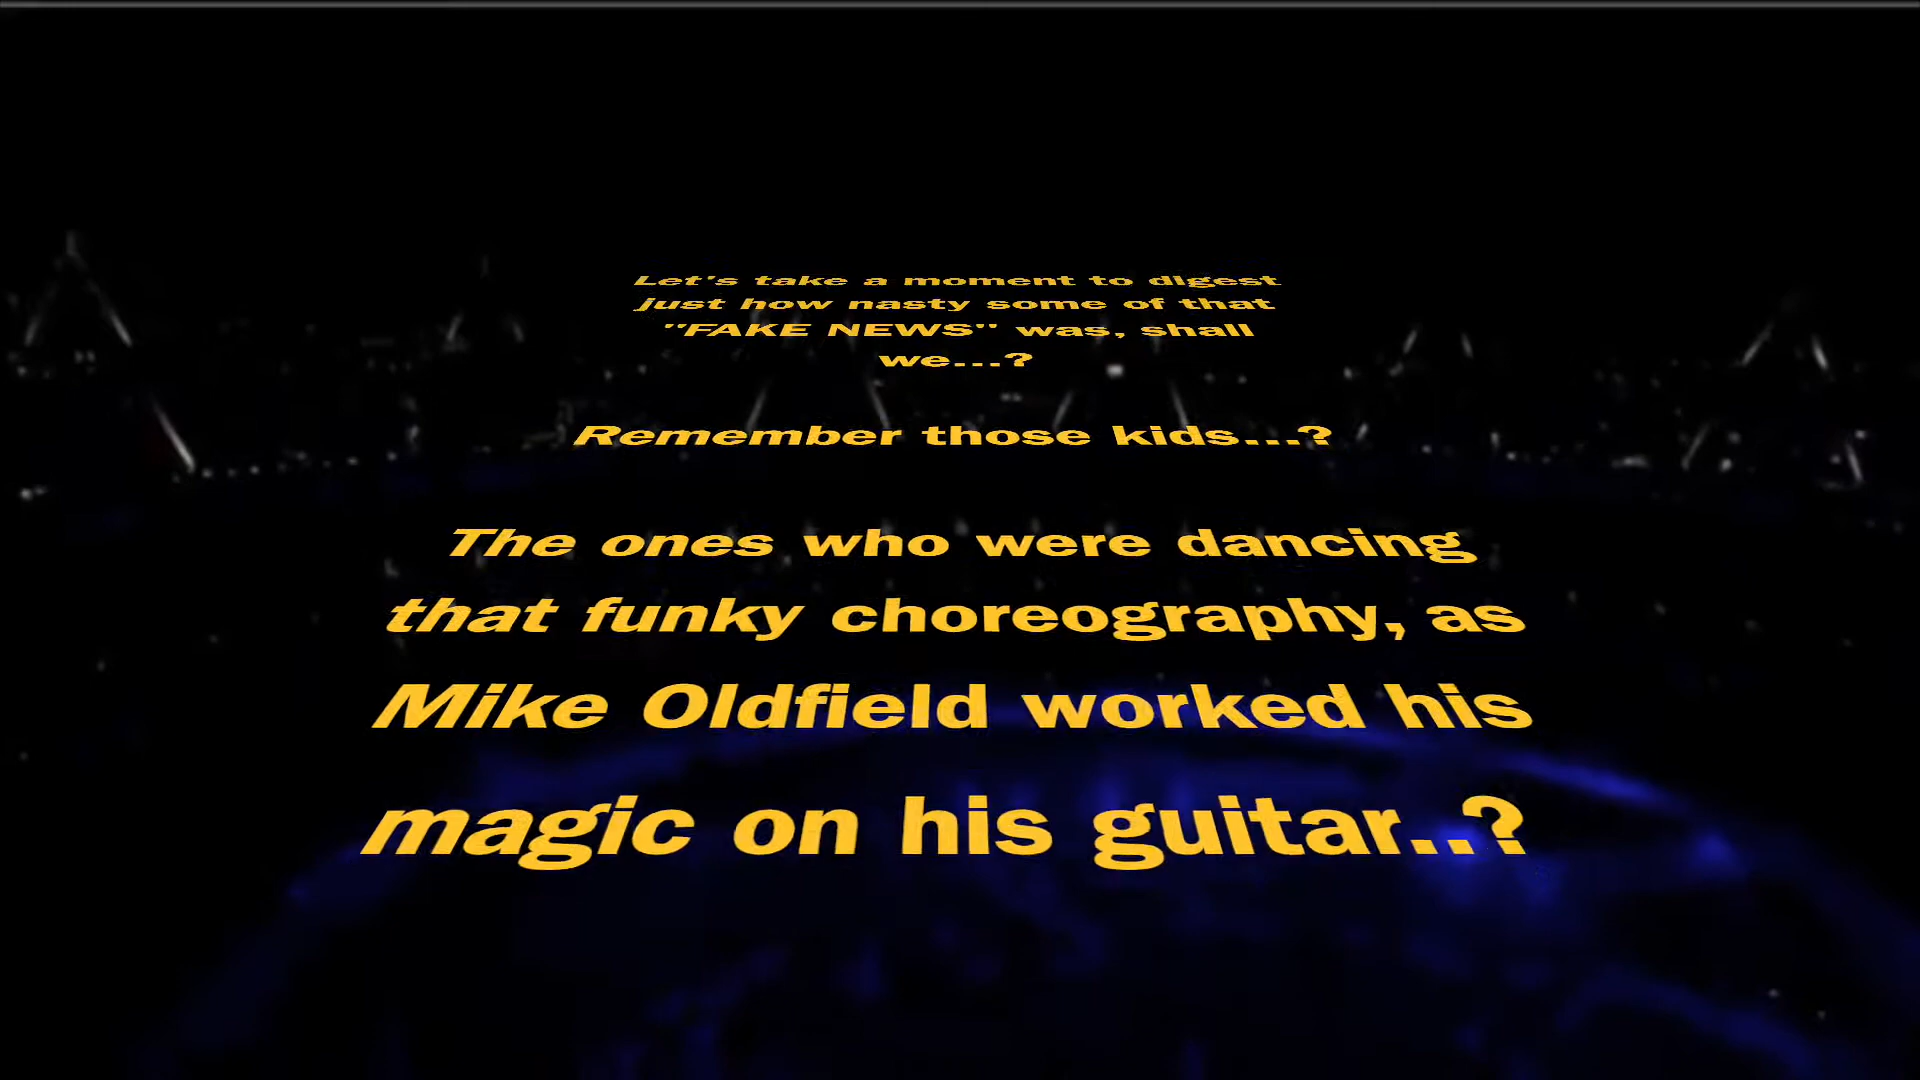 Let's take a moment to digest
just how nasty some of that
"FAKE NEWS" was, shall
we...?
Remember those kids...?
The ones who were dancing
that funky choreography, as
Mike Oldfield worked his
magic on his guitar..?